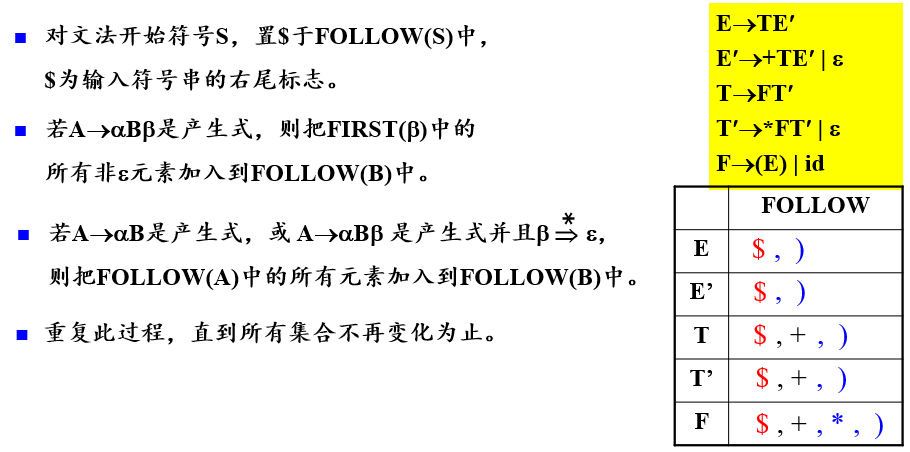 对文法开始符号S，置$于FOLLOW(S)中，
$为输入符号串的右尾标志。
若A→αBβ是产生式，则把FIRST(β)中的
所有非ε元素加入到FOLLOW(B)中。
若A→αB是产生式，或 A→αBβ 是产生式并且β ⇒* ε，
则把FOLLOW(A)中的所有元素加入到FOLLOW(B)中。
重复此过程，直到所有集合不再变化为止。
E→TE′
E′→+TE′ | ε
T→FT′
T′→*FT′ | ε
F→(E) | id
FOLLOW
E $ , )
E’ $ , )
T $ , + , )
T’ $ , + , )
F $ , + , * , )